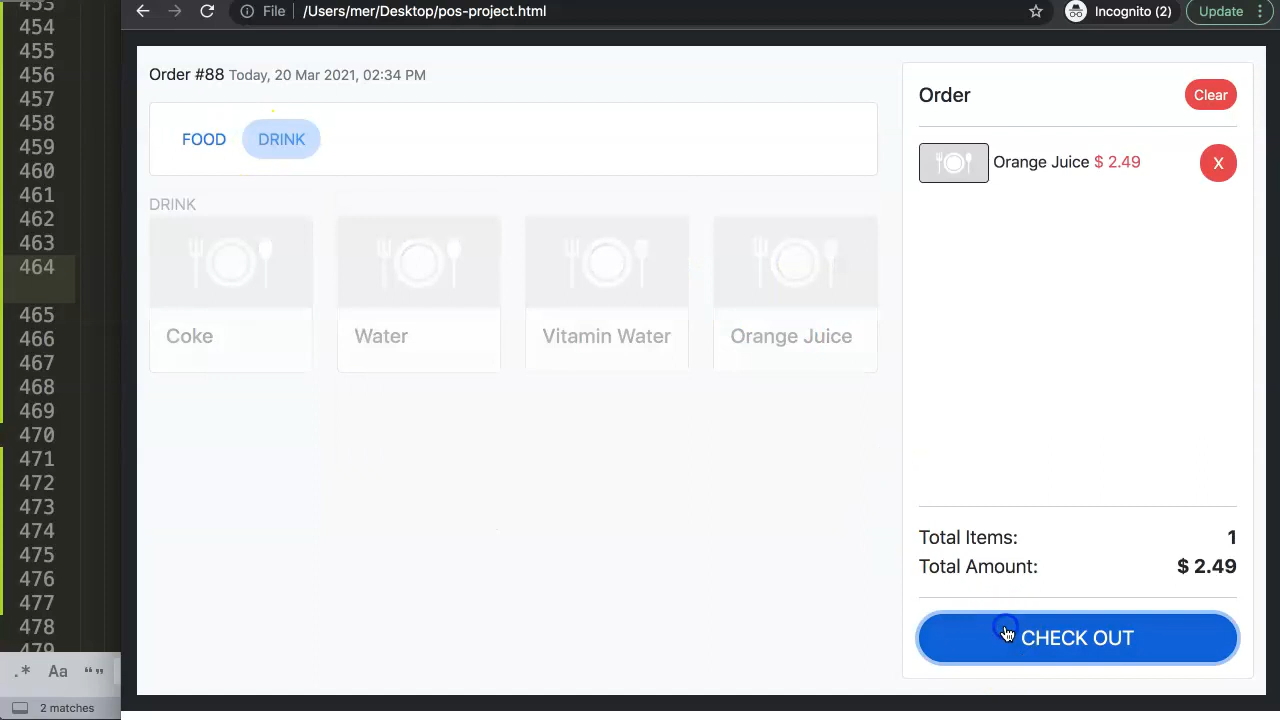 453
454
455
456
457
458
459
460
461
462
463
464
465
466
467
468
469
470
471
472
473
474
475
476
477
478
479
.* Aa “”
2 matches
File /Users/mer/Desktop/pos-project.html
Incognito (2)
Update
Order #88 Today, 20 Mar 2021, 02:34 PM
FOOD DRINK
DRINK
Coke Water Vitamin Water Orange Juice
Order Clear
Orange Juice $ 2.49 X
Total Items: 1
Total Amount: $ 2.49
CHECK OUT